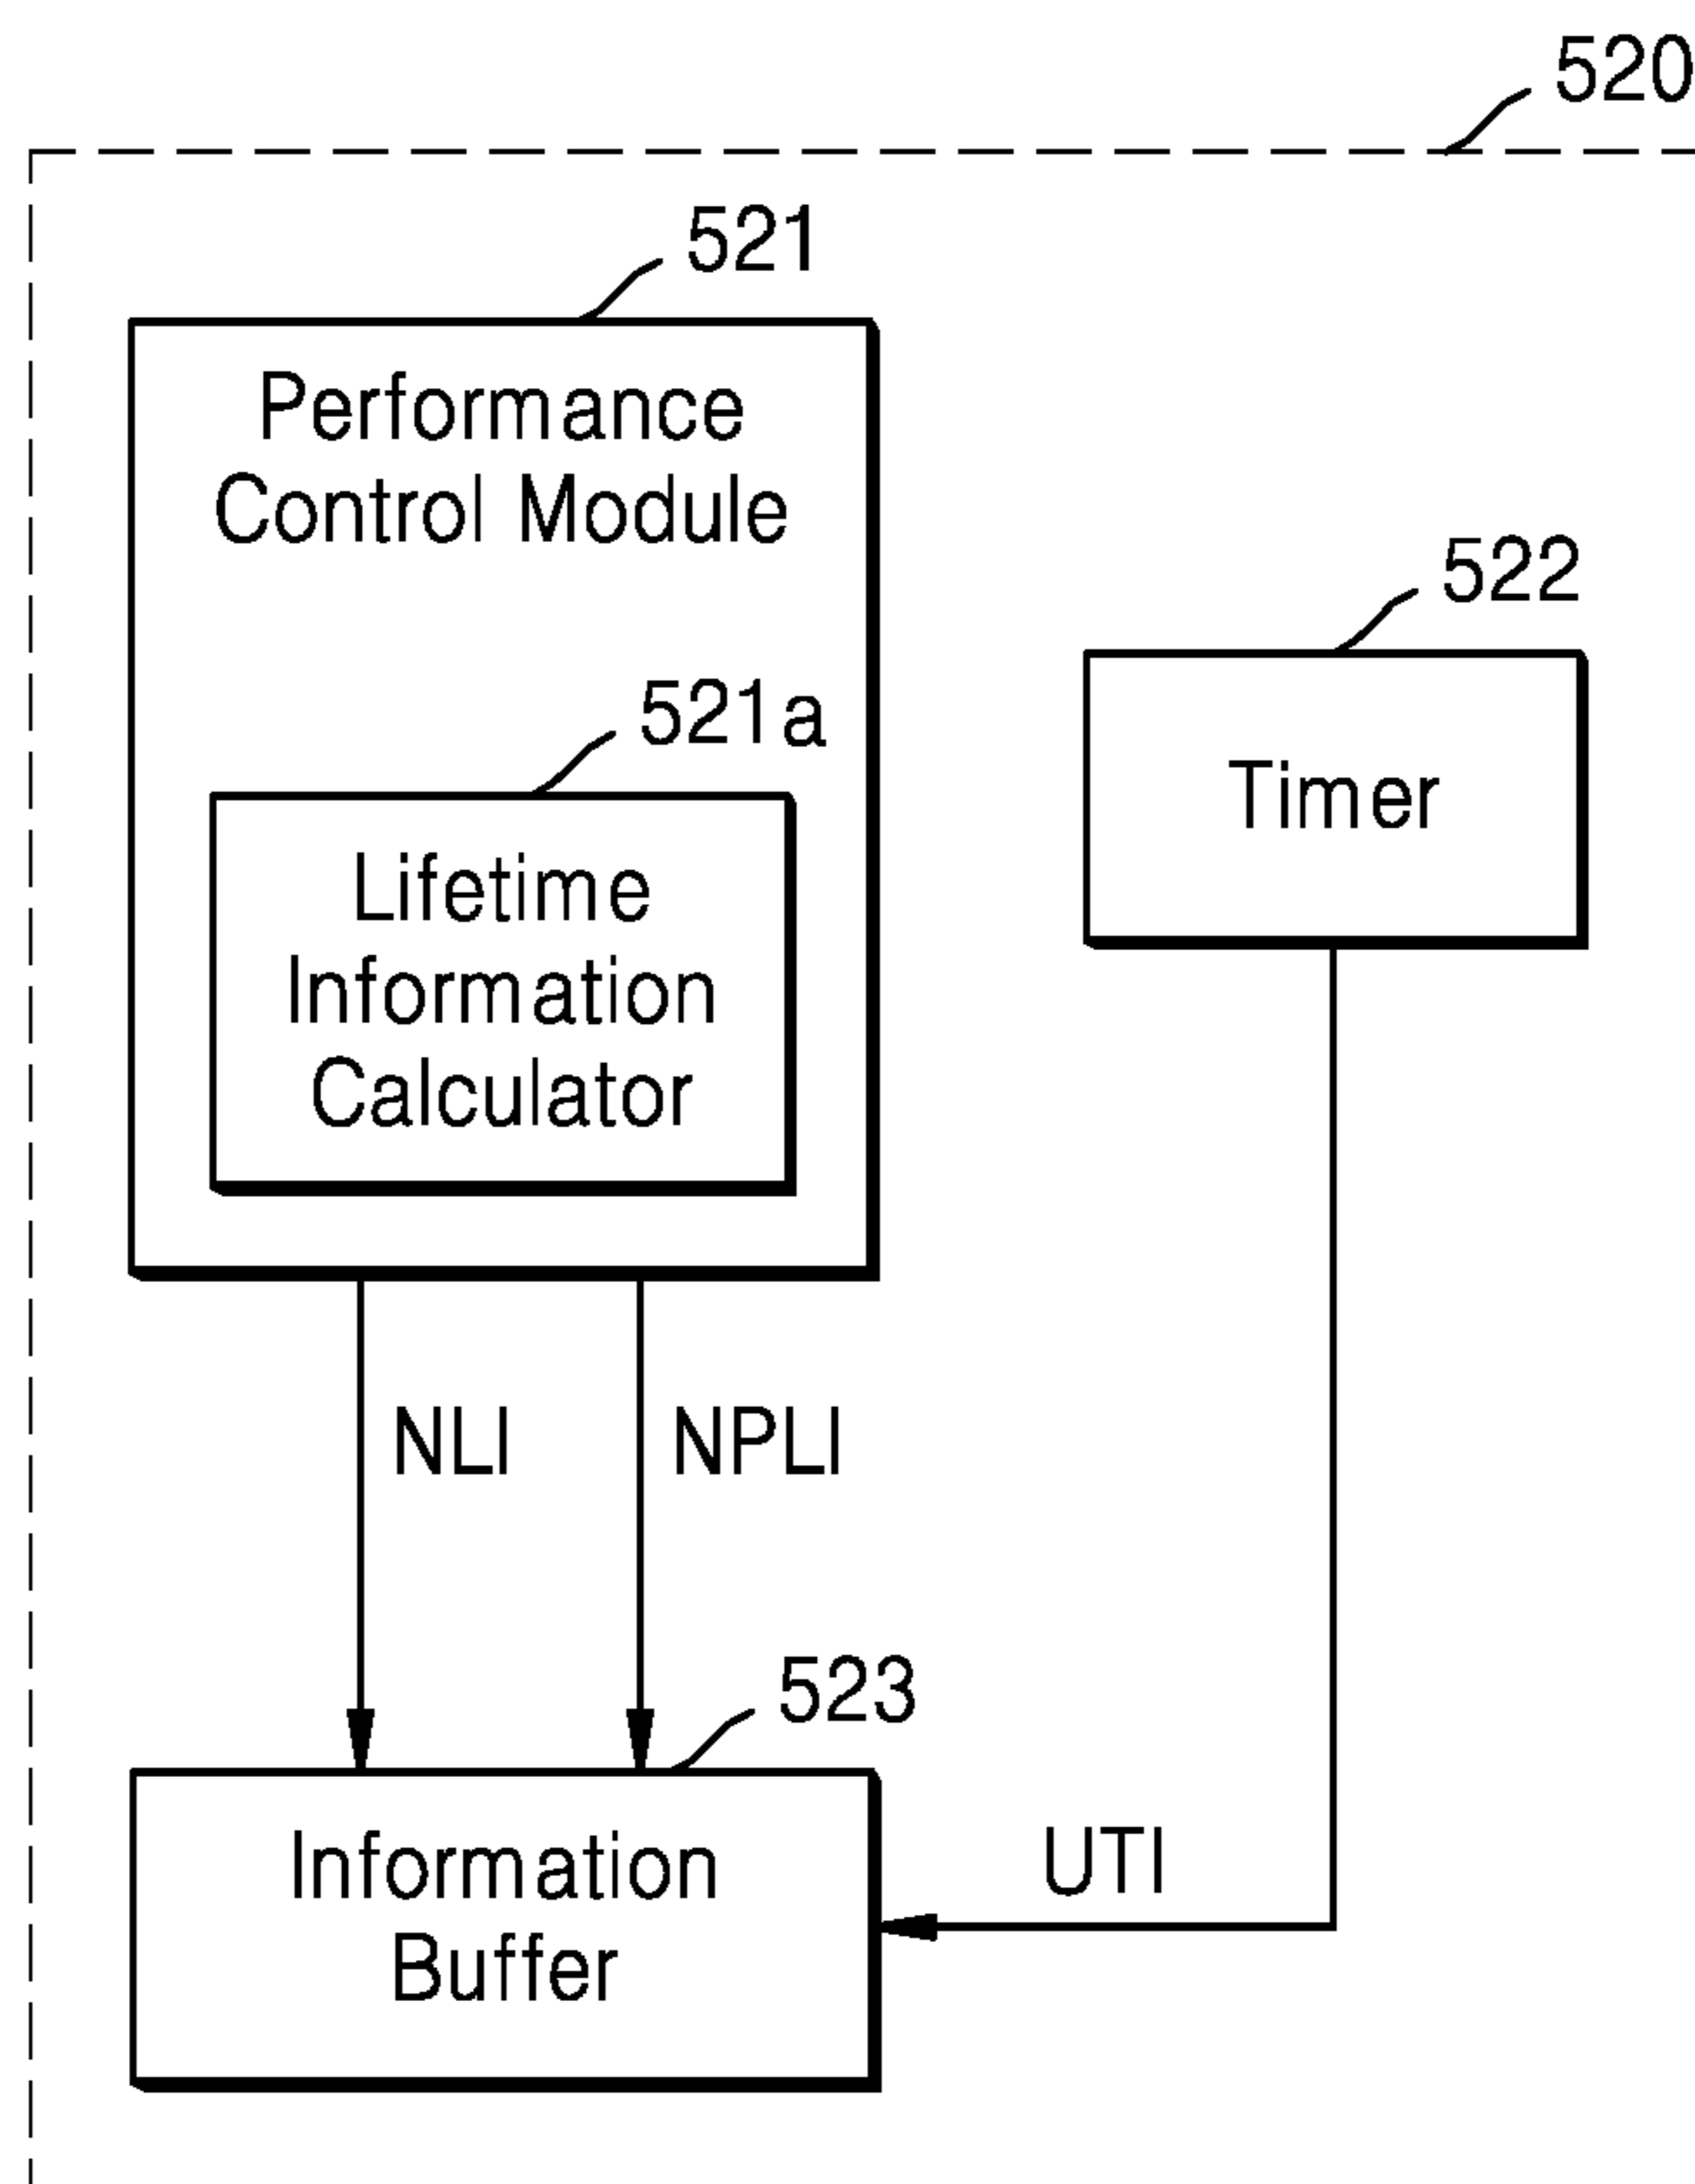 520
521
Performance
Control Module
522
521a
Timer
Lifetime
Information
Calculator
NLI
NPLI
523
Information
Buffer
UTI